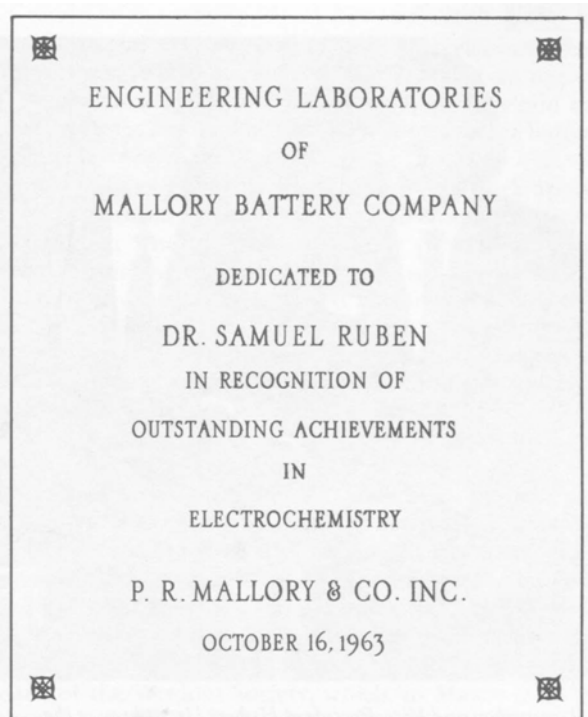 ENGINEERING LABORATORIES
OF
MALLORY BATTERY COMPANY
DEDICATED TO
DR. SAMUEL RUBEN
IN RECOGNITION OF
OUTSTANDING ACHIEVEMENTS
IN
ELECTROCHEMISTRY
P. R. MALLORY & CO. INC.
OCTOBER 16, 1963